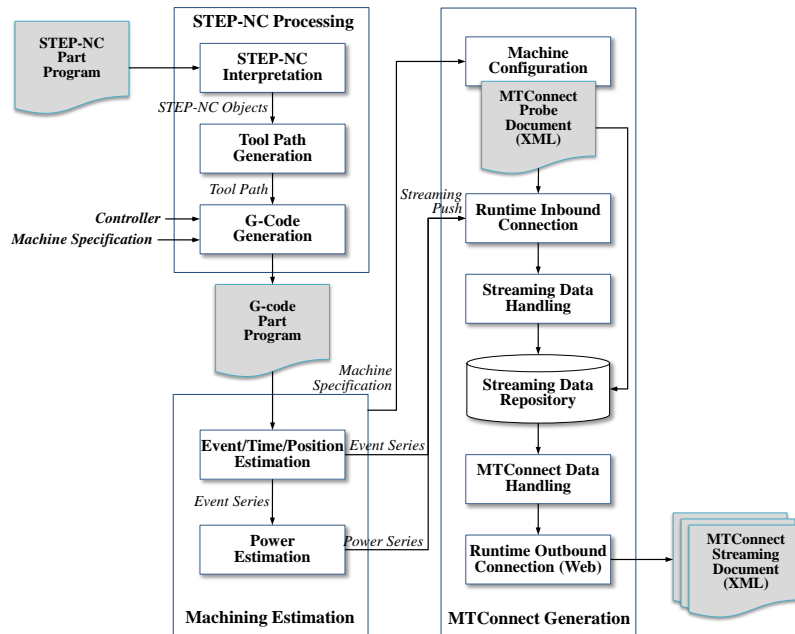 STEP-NC Processing
STEP-NC
Part
Program
STEP-NC
Interpretation
STEP-NC Objects
Tool Path
Generation
Tool Path
Controller
Machine Specification
G-Code
Generation
G-code
Part
Program
Machine
Specification
Event/Time/Position
Estimation
Event Series
Event Series
Power
Estimation
Power Series
Machining Estimation
Machine
Configuration
MTConnect
Probe
Document
(XML)
Streaming
Push
Runtime Inbound
Connection
Streaming Data
Handling
Streaming Data
Repository
MTConnect Data
Handling
Runtime Outbound
Connection (Web)
MTConnect Generation
MTConnect
Streaming
Document
(XML)